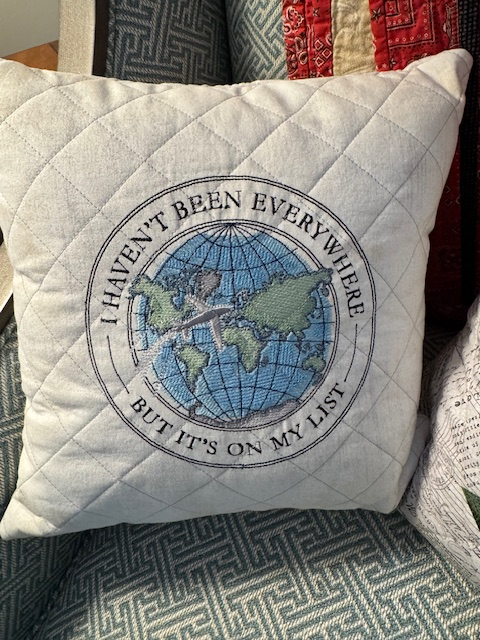 I HAVEN'T BEEN EVERYWHERE
BUT IT'S ON MY LIST